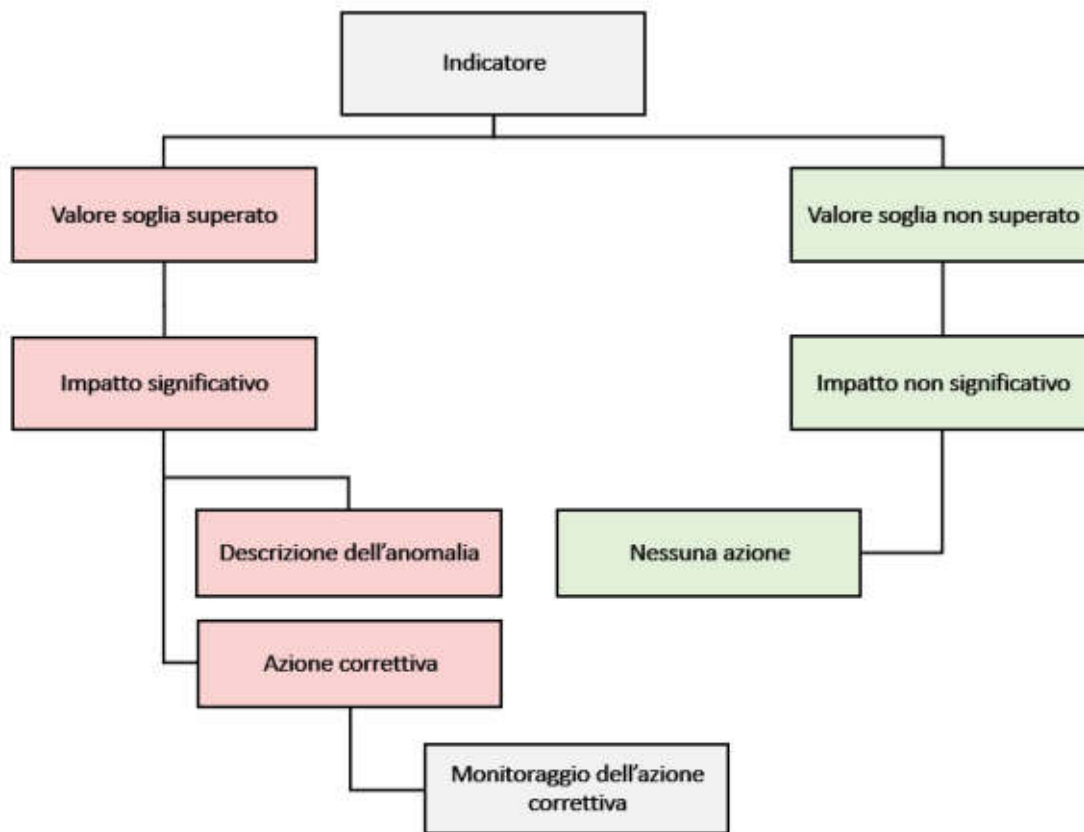 Indicatore
Valore soglia superato
Valore soglia non superato
Impatto significativo
Impatto non significativo
Descrizione dell'anomalia
Nessuna azione
Azione correttiva
Monitoraggio dell'azione
correttiva